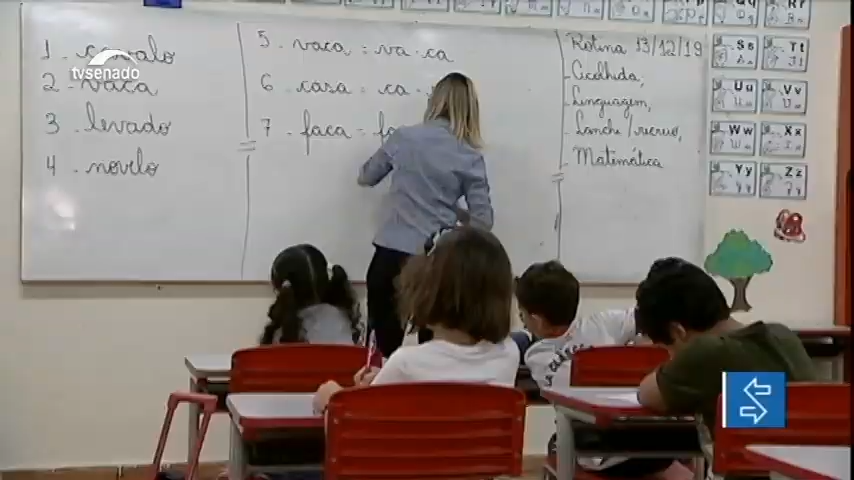 1. cavalo
2. vaca
3. levado
4. novelo
5. vaca = va-ca
6. casa = ca
7. faca = fa
Rotina 13/12/19
-Acolhida;
-Linguagem,
-Lanche/recreio,
-Matemática
tvsenado
Qq
Rr
Ss
Tt
Uu
Vv
Ww
Xx
Yy
Zz